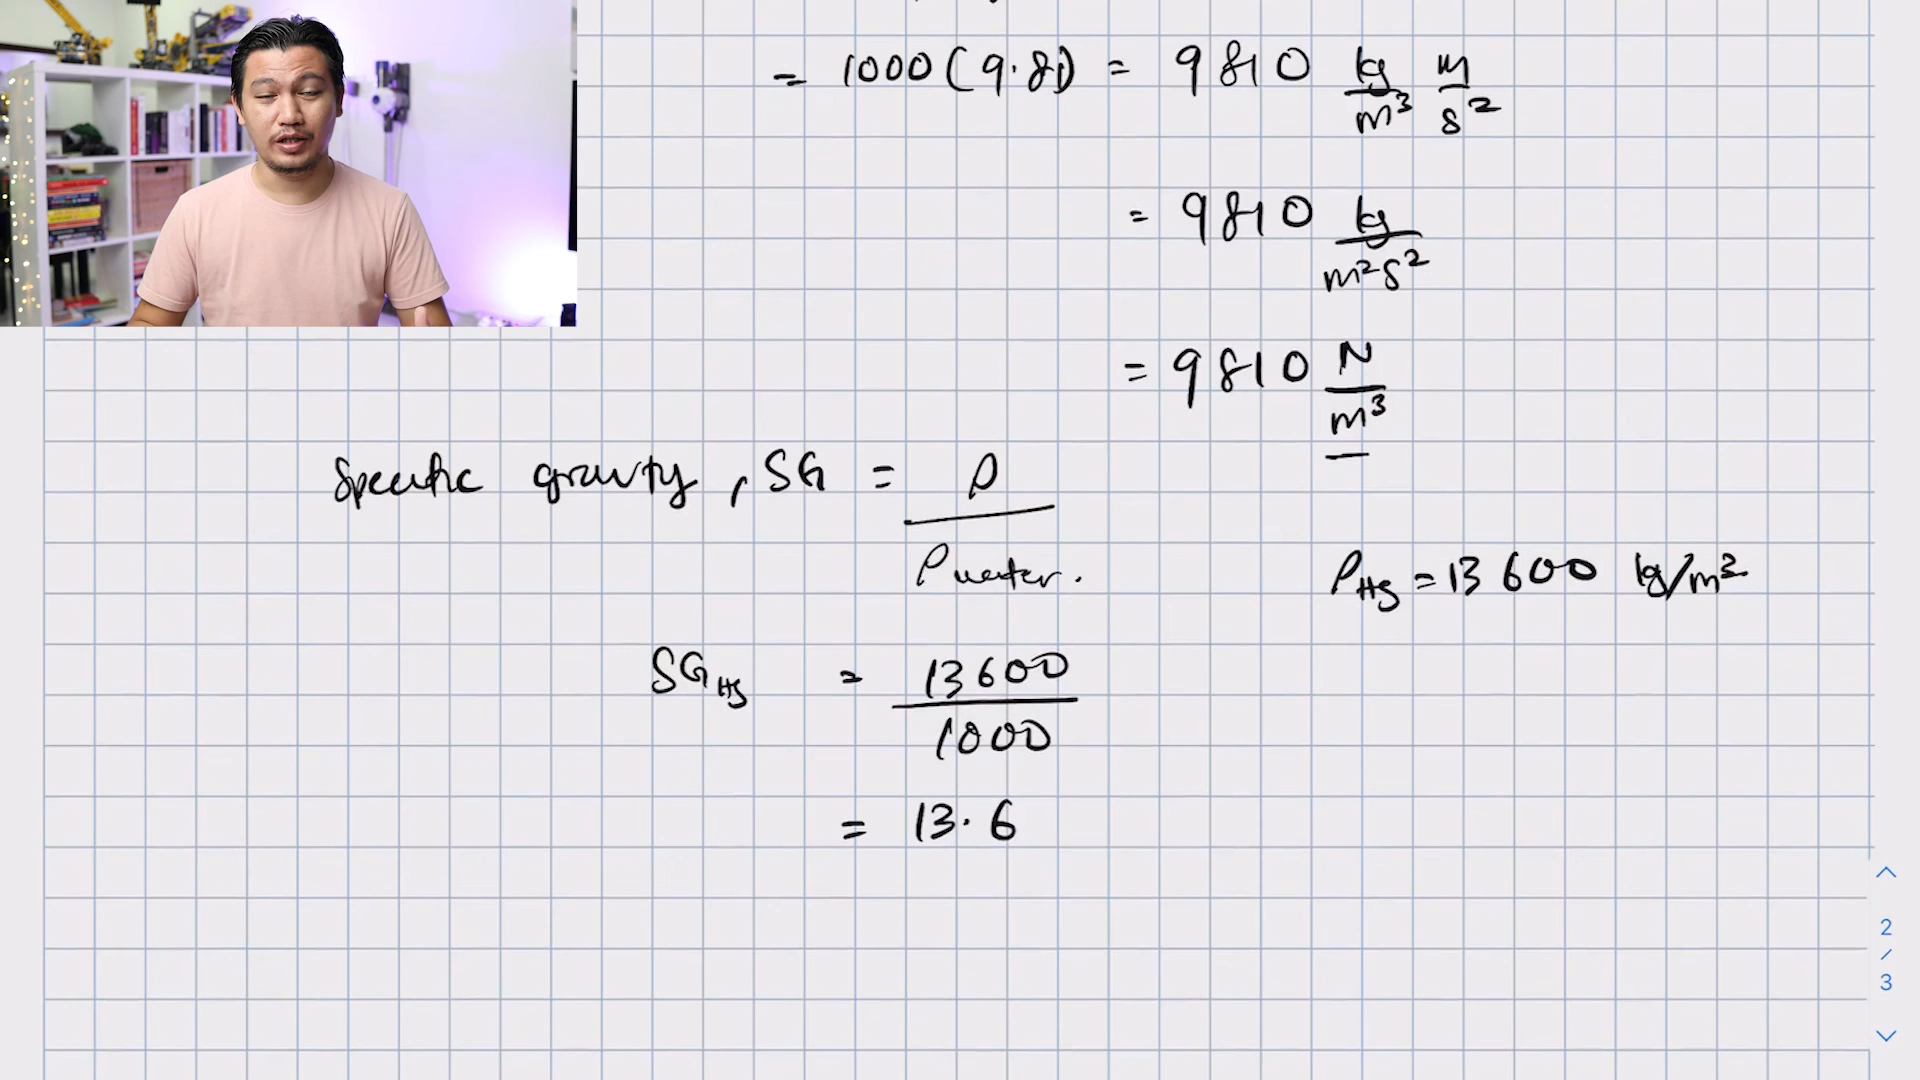 = 1000 (9.81) = 9810 kg/m³ m/s²
= 9810 kg/m²s²
= 9810 N/m³
Specific gravity, SG = ρ/ρwater.
ρHg = 13 600 kg/m³
SGHg = 13600/1000
= 13.6
2
/
3